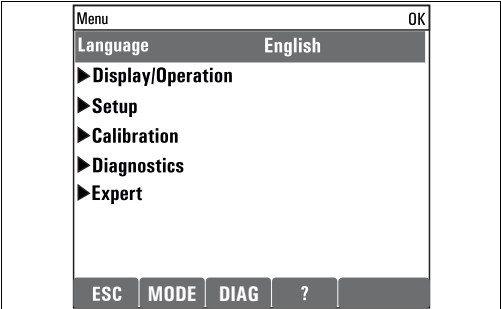 Menu OK
Language English
▶Display/Operation
▶Setup
▶Calibration
▶Diagnostics
▶Expert
ESC MODE DIAG ?